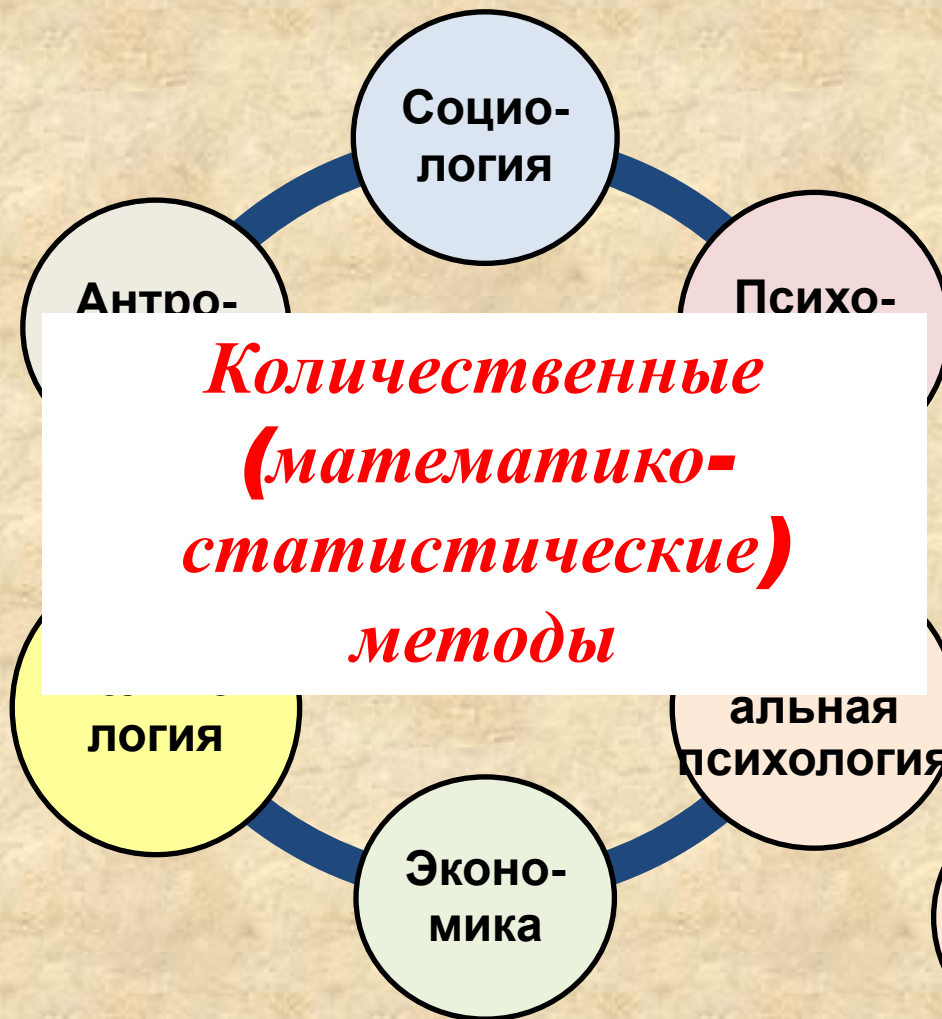 Социо-
логия
Антро-
Психо-
Количественные
(математико-
статистические)
методы
логия
альная
психология
Эконо-
мика